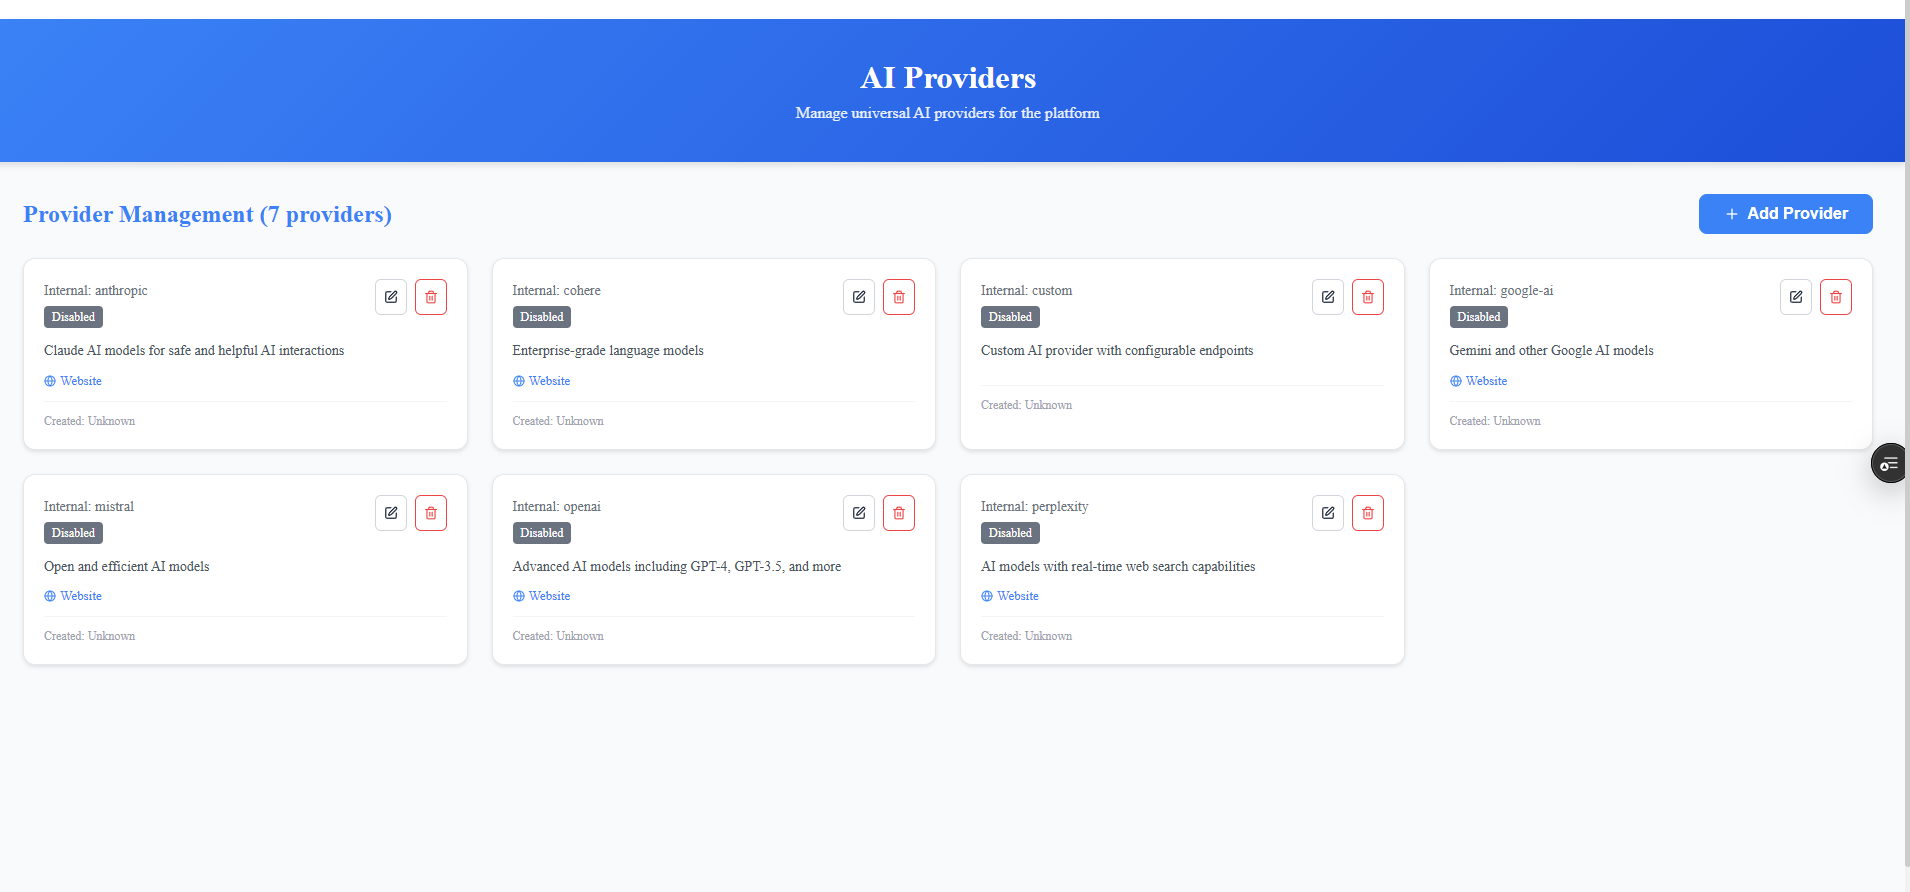 AI Providers
Manage universal AI providers for the platform
Provider Management (7 providers)
Add Provider
Internal: anthropic
Disabled
Claude AI models for safe and helpful AI interactions
Website
Created: Unknown
Internal: cohere
Disabled
Enterprise-grade language models
Website
Created: Unknown
Internal: custom
Disabled
Custom AI provider with configurable endpoints
Created: Unknown
Internal: google-ai
Disabled
Gemini and other Google AI models
Website
Created: Unknown
Internal: mistral
Disabled
Open and efficient AI models
Website
Created: Unknown
Internal: openai
Disabled
Advanced AI models including GPT-4, GPT-3.5, and more
Website
Created: Unknown
Internal: perplexity
Disabled
AI models with real-time web search capabilities
Website
Created: Unknown